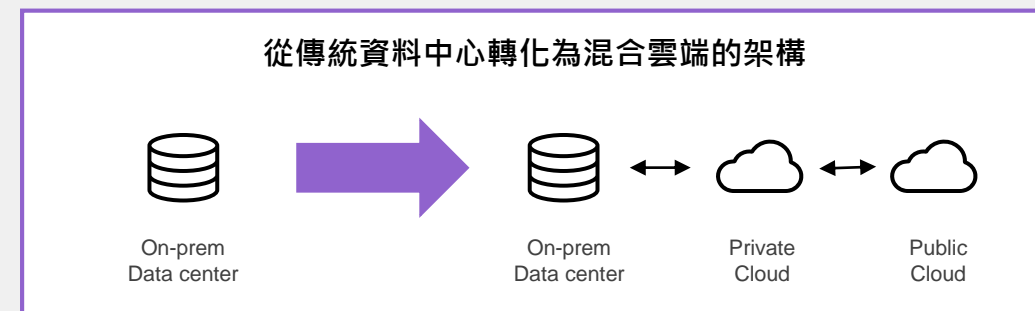 從傳統資料中心轉化為混合雲端的架構
On-prem
Data center
On-prem
Data center
Private
Cloud
Public
Cloud